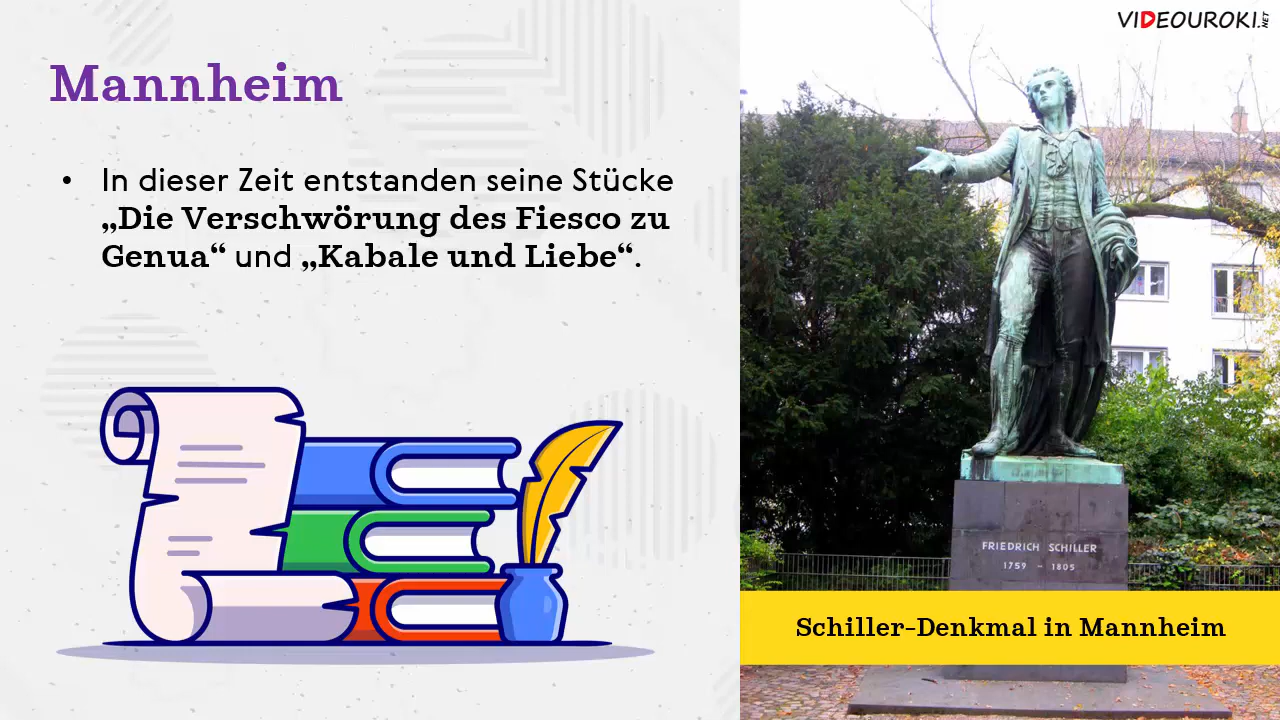 VIDEOUROKI.NET
Mannheim
• In dieser Zeit entstanden seine Stücke
„Die Verschwörung des Fiesco zu
Genua“ und „Kabale und Liebe“.
FRIEDRICH SCHILLER
1759 – 1805
Schiller-Denkmal in Mannheim